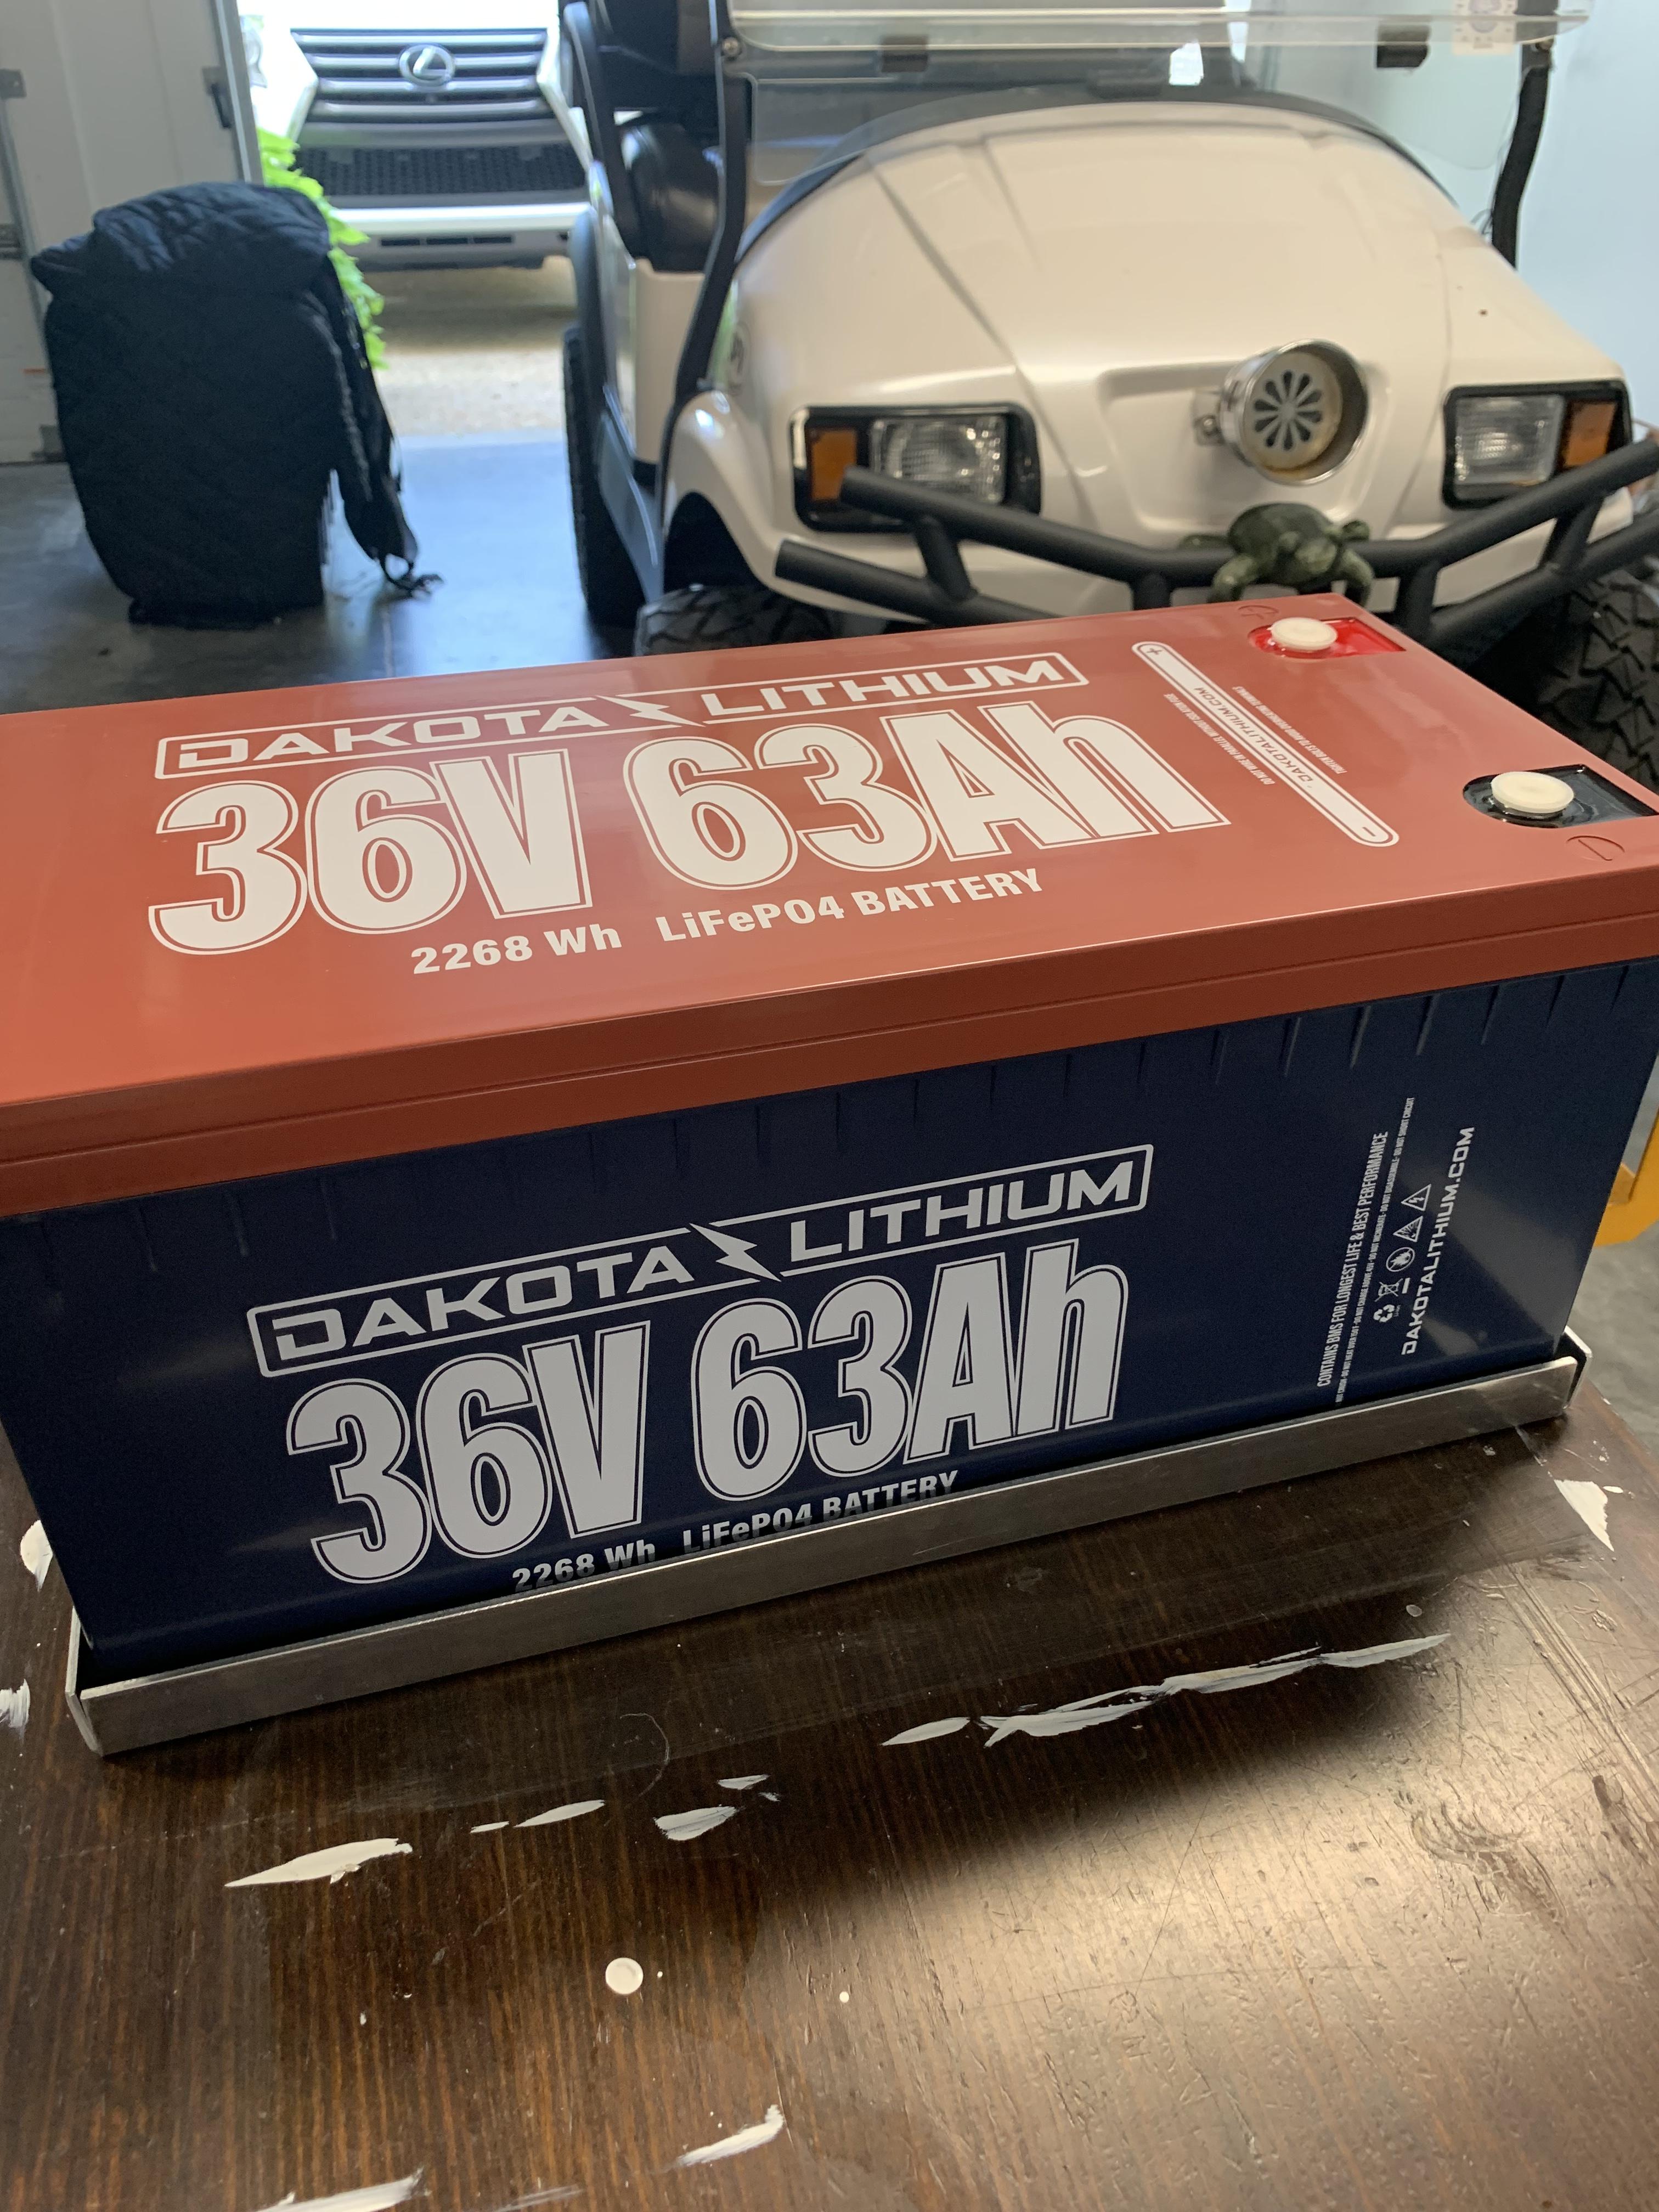 DAKOTA LITHIUM
36V 63Ah
2268 Wh LiFePO4 BATTERY
+ DAKOTALITHIUM.COM -
DAKOTA LITHIUM
36V 63Ah
2268 Wh LiFePO4 BATTERY
CONTAINS BMS FOR LONGEST LIFE & BEST PERFORMANCE
DAKOTALITHIUM.COM